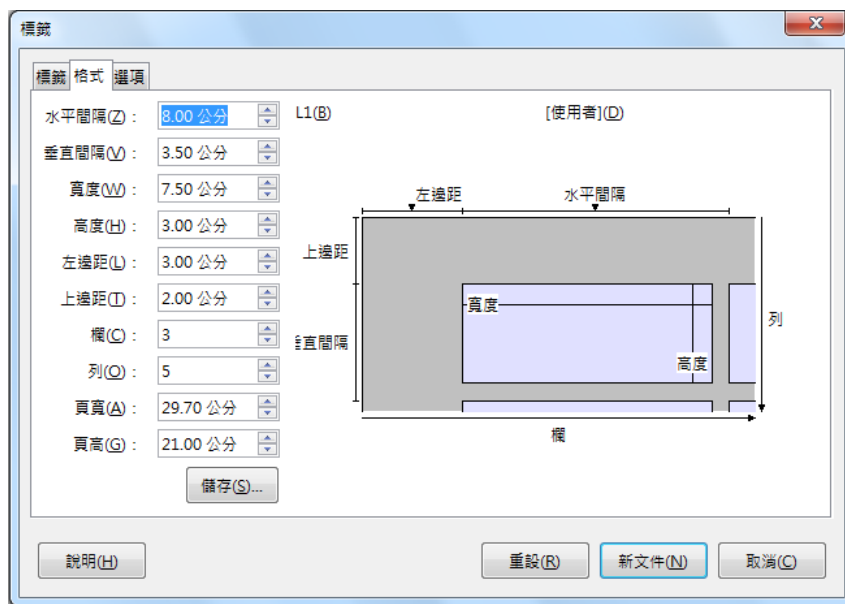 標籤
標籤 格式 選項
水平間隔(Z)： 8.00 公分
L1(B) [使用者](D)
垂直間隔(V)： 3.50 公分
寬度(W)： 7.50 公分
高度(H)： 3.00 公分
左邊距(L)： 3.00 公分
上邊距(T)： 2.00 公分
欄(C)： 3
列(O)： 5
頁寬(A)： 29.70 公分
頁高(G)： 21.00 公分
儲存(S)...
左邊距 水平間隔
上邊距
寬度
列
垂直間隔
高度
欄
說明(H) 重設(R) 新文件(N) 取消(C)